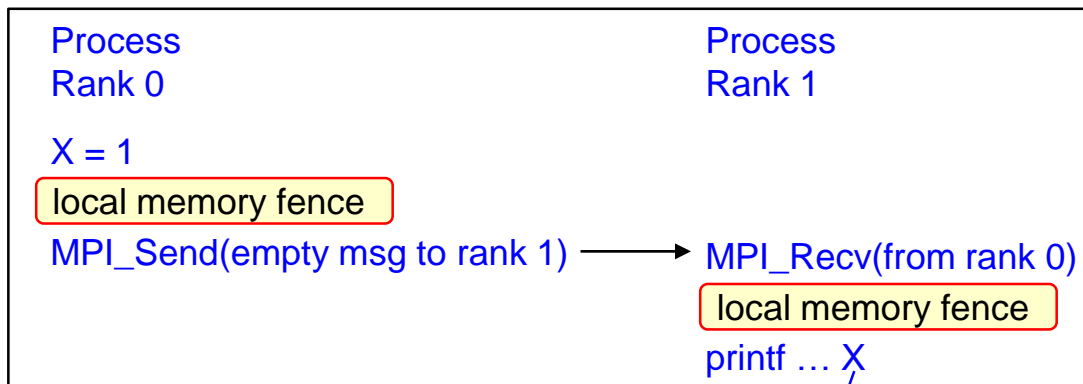 Process
Rank 0
Process
Rank 1
X = 1
local memory fence
MPI_Send(empty msg to rank 1)
MPI_Recv(from rank 0)
local memory fence
printf … X